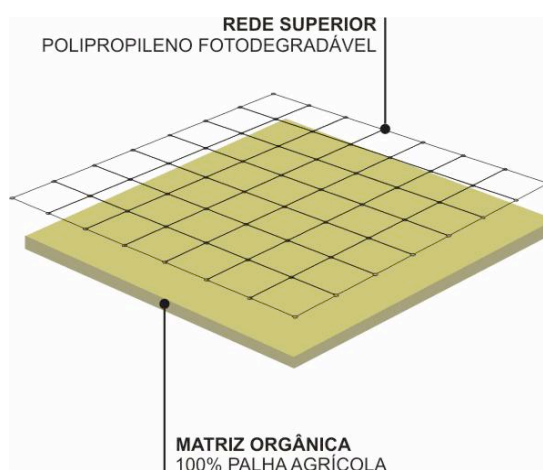 REDE SUPERIOR
POLIPROPILENO FOTODEGRADÁVEL
MATRIZ ORGÂNICA
100% PALHA AGRÍCOLA